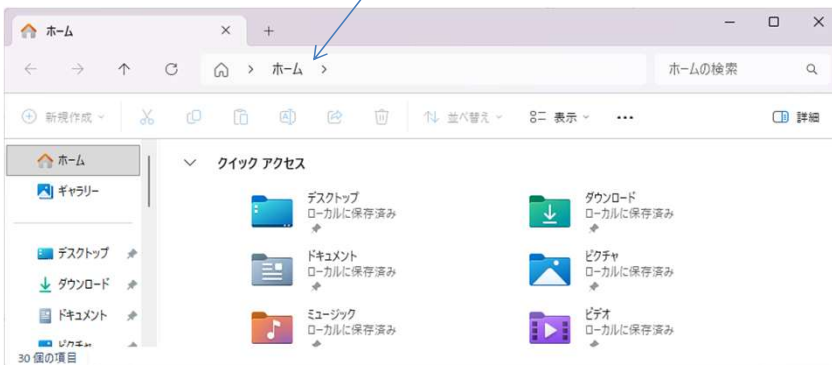 ホーム
ホーム
ホームの検索
新規作成
並べ替え
表示
詳細
ホーム
ギャラリー
デスクトップ
ダウンロード
ドキュメント
ピクチャ
30 個の項目
クイック アクセス
デスクトップ
ローカルに保存済み
ダウンロード
ローカルに保存済み
ドキュメント
ローカルに保存済み
ピクチャ
ローカルに保存済み
ミュージック
ローカルに保存済み
ビデオ
ローカルに保存済み